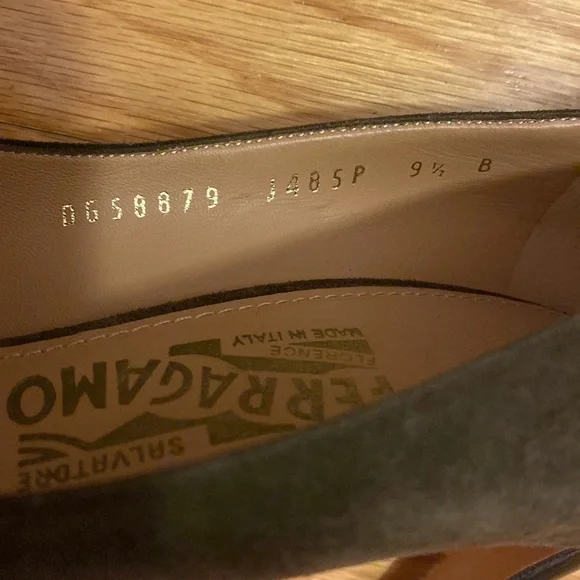 DG58879 J485P 9½ B
SALVATORE
FERRAGAMO
FLORENCE
MADE IN ITALY